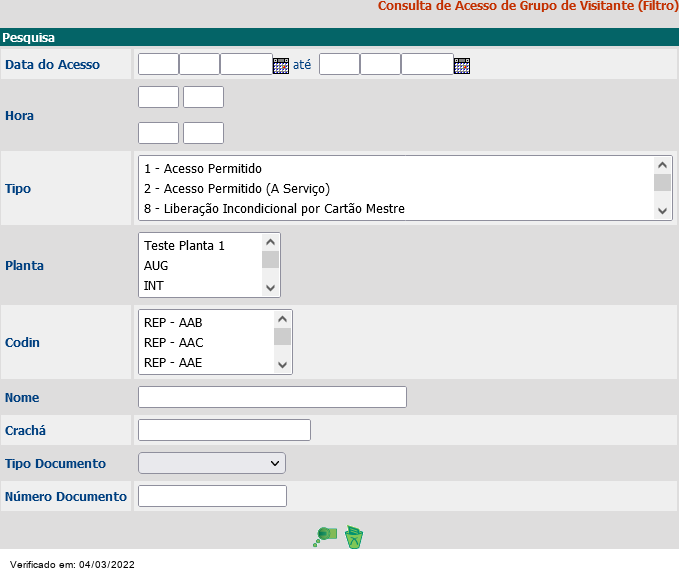 Consulta de Acesso de Grupo de Visitante (Filtro)
Pesquisa
Data do Acesso até
Hora
Tipo
1 - Acesso Permitido
2 - Acesso Permitido (A Serviço)
8 - Liberação Incondicional por Cartão Mestre
Planta
Teste Planta 1
AUG
INT
Codin
REP - AAB
REP - AAC
REP - AAE
Nome
Crachá
Tipo Documento
Número Documento
Verificado em: 04/03/2022